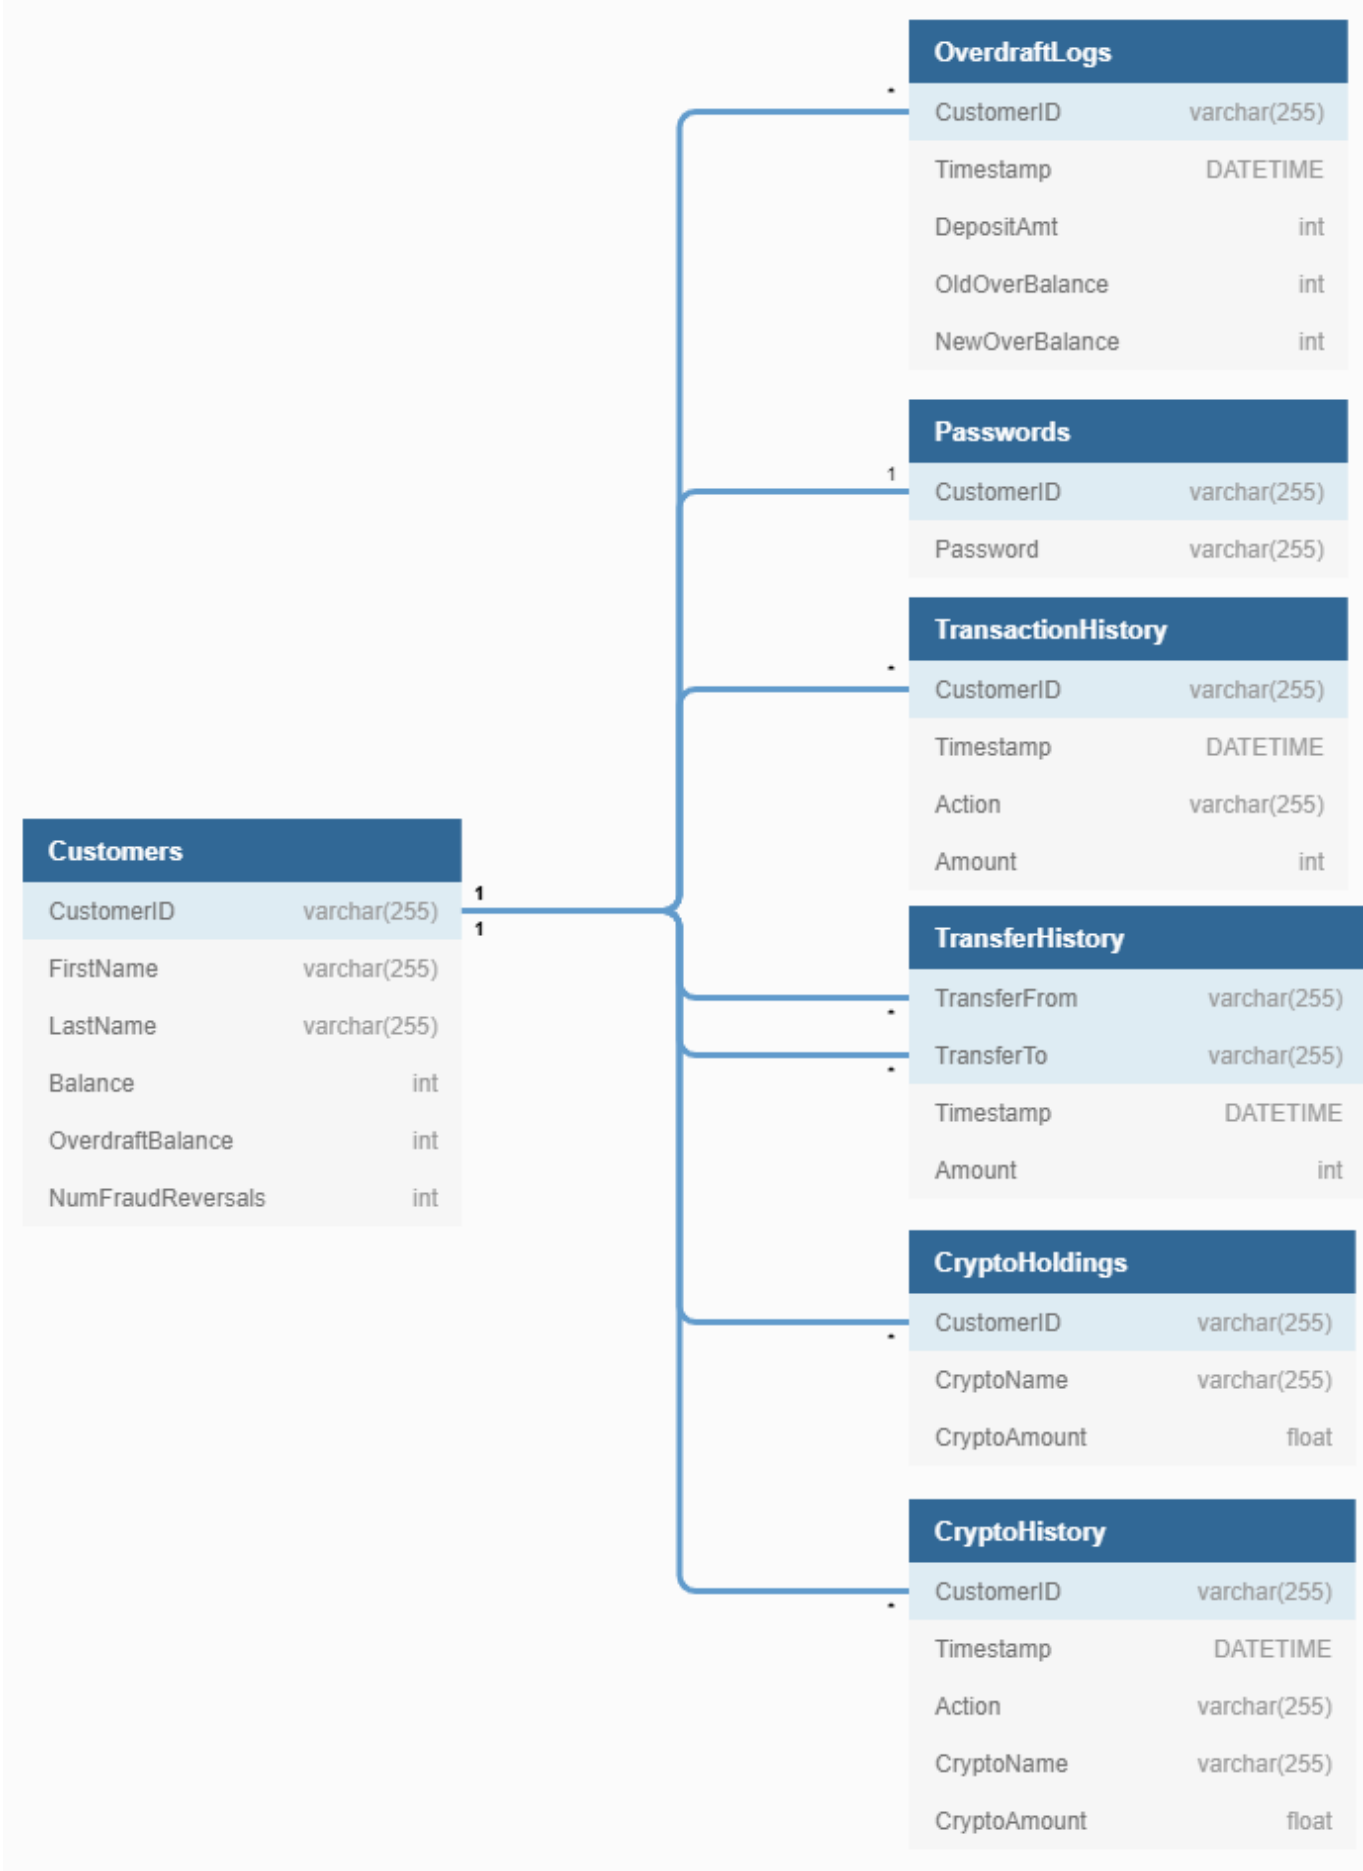 OverdraftLogs
CustomerID varchar(255)
Timestamp DATETIME
DepositAmt int
OldOverBalance int
NewOverBalance int
Passwords
CustomerID varchar(255)
Password varchar(255)
TransactionHistory
CustomerID varchar(255)
Timestamp DATETIME
Action varchar(255)
Amount int
Customers
CustomerID varchar(255)
FirstName varchar(255)
LastName varchar(255)
Balance int
OverdraftBalance int
NumFraudReversals int
TransferHistory
TransferFrom varchar(255)
TransferTo varchar(255)
Timestamp DATETIME
Amount int
CryptoHoldings
CustomerID varchar(255)
CryptoName varchar(255)
CryptoAmount float
CryptoHistory
CustomerID varchar(255)
Timestamp DATETIME
Action varchar(255)
CryptoName varchar(255)
CryptoAmount float
*
1
*
1
1
*
*
*
*